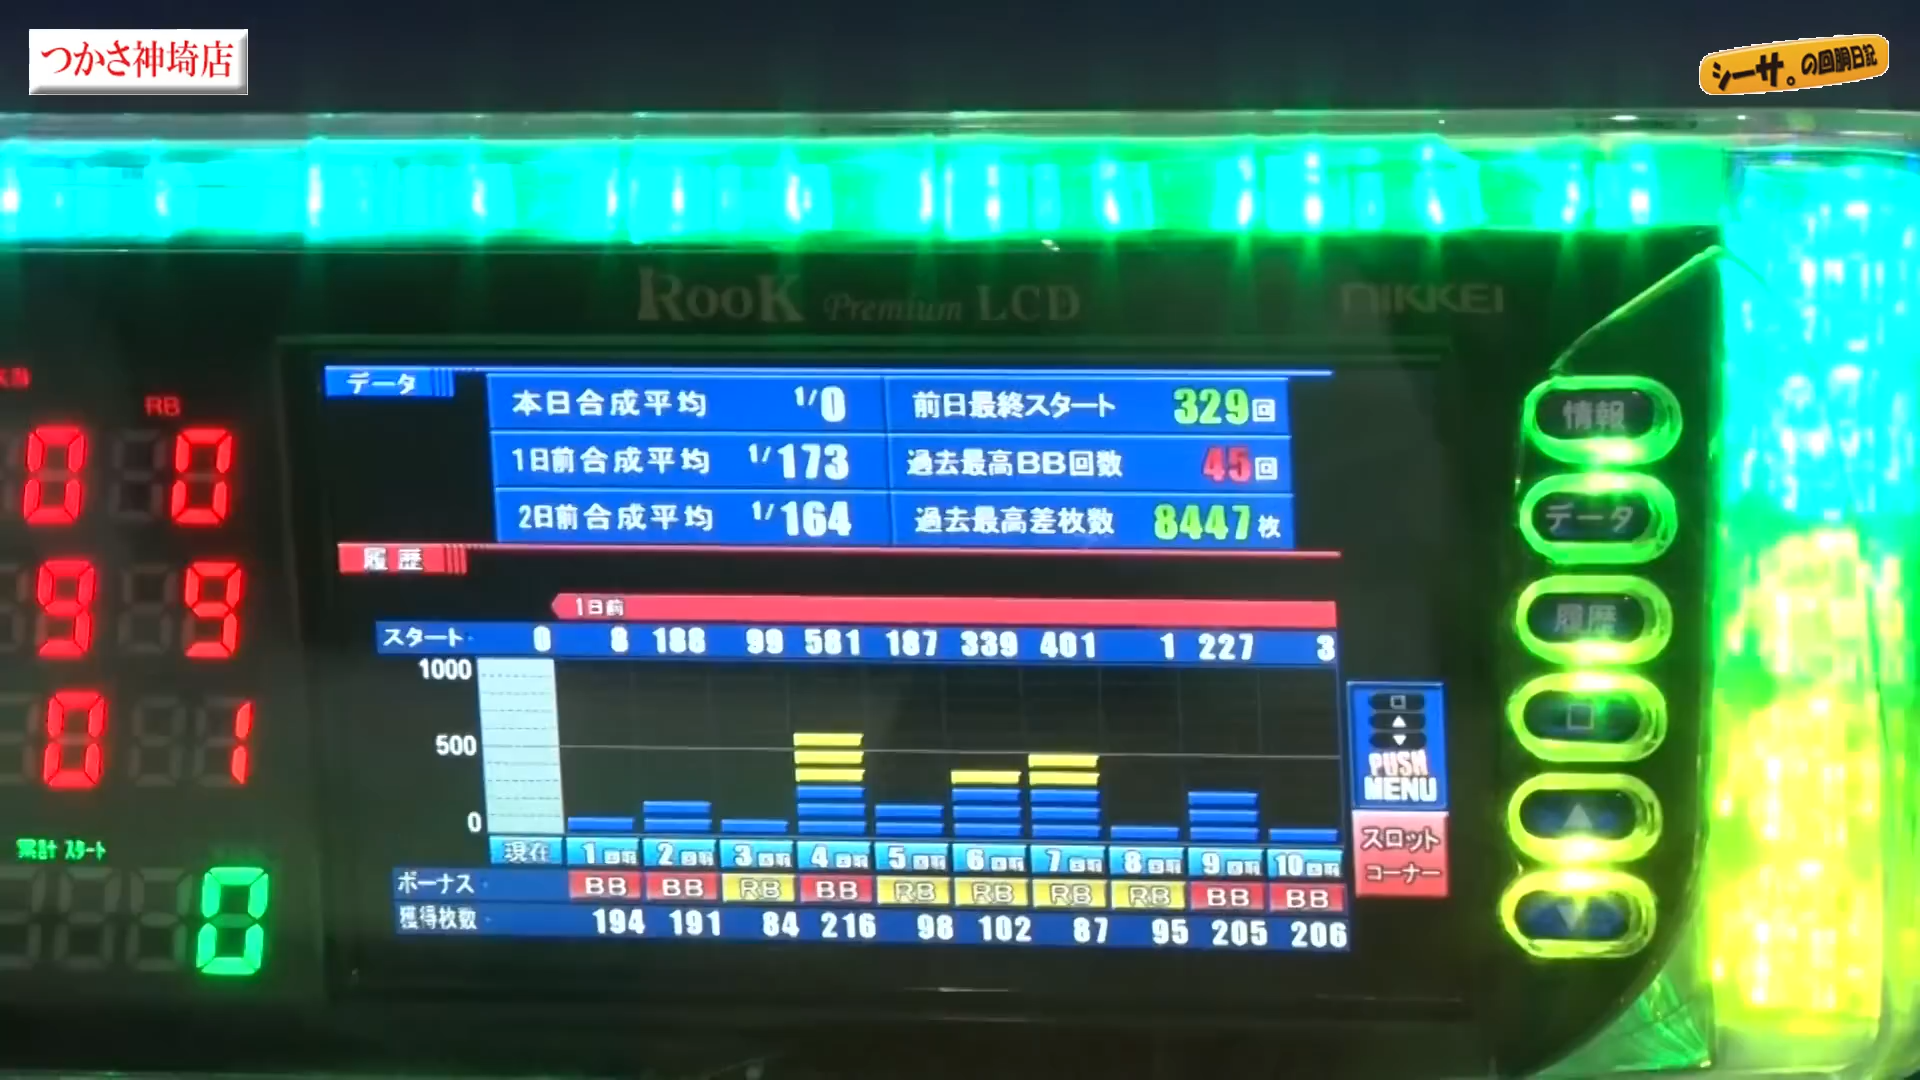 つかさ神埼店
シーサ。の回胴日記
ROOK Premium LCD
NIKKEI
データ
本日合成平均 1/0 前日最終スタート 329回
1日前合成平均 1/173 過去最高BB回数 45回
2日前合成平均 1/164 過去最高差枚数 8447枚
履歴
1日前
スタート 0 8 188 99 581 187 339 401 1 227 3
1000
500
0
現在 1回前 2回前 3回前 4回前 5回前 6回前 7回前 8回前 9回前 10回前
ボーナス BB BB RB BB RB RB RB RB BB BB
獲得枚数 194 191 84 216 98 102 87 95 205 206
PUSH
MENU
スロット
コーナー
RB
0 0
9 9
0 1
累計 スタート
0
情報
データ
履歴